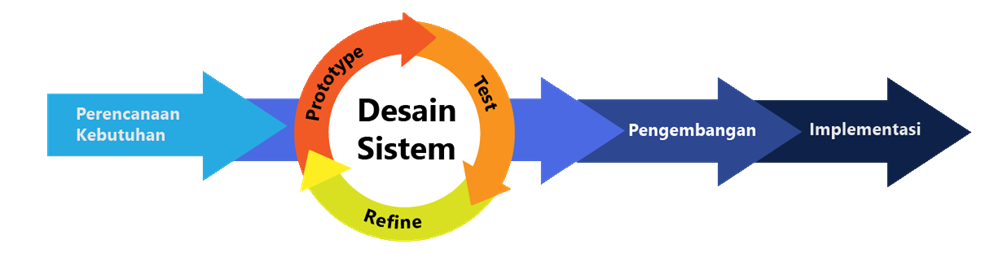 Perencanaan
Kebutuhan
Prototype
Test
Refine
Desain
Sistem
Pengembangan
Implementasi